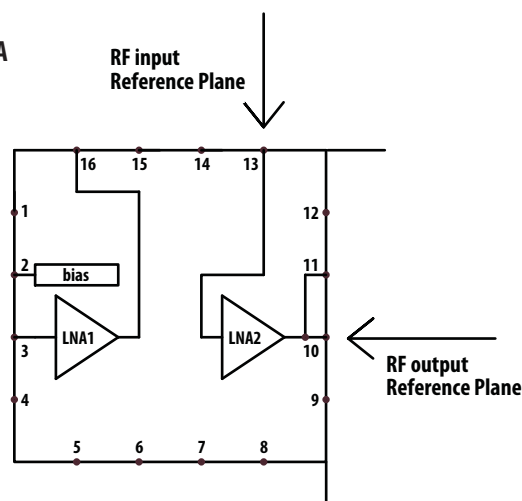 A
RF input
Reference Plane
16 15 14 13
1
12
2
bias
11
LNA1
LNA2
3
10
RF output
Reference Plane
4
9
5 6 7 8